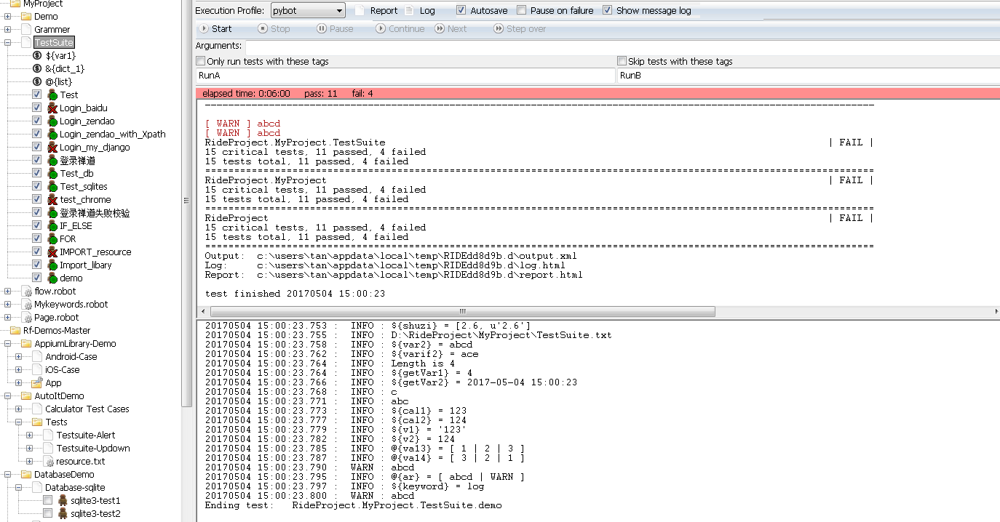 MyProject
Demo
Grammer
TestSuite
${var1}
&{dict_1}
@{list}
Test
Login_baidu
Login_zendao
Login_zendao_with_Xpath
Login_my_django
登录禅道
Test_db
Test_sqlites
test_chrome
登录禅道失败校验
IF_ELSE
FOR
IMPORT_resource
Import_libary
demo
flow.robot
Mykeywords.robot
Page.robot
Rf-Demos-Master
AppiumLibrary-Demo
Android-Case
iOS-Case
App
AutoItDemo
Calculator Test Cases
Tests
Testsuite-Alert
Testsuite-Updown
resource.txt
DatabaseDemo
Database-sqlite
sqlite3-test1
sqlite3-test2
Execution Profile: pybot Report Log Autosave Pause on failure Show message log
Start Stop Pause Continue Next Step over
Arguments:
Only run tests with these tags Skip tests with these tags
RunA RunB
elapsed time: 0:06:00 pass: 11 fail: 4
[ WARN ] abcd
[ WARN ] abcd
RideProject.MyProject.TestSuite | FAIL |
15 critical tests, 11 passed, 4 failed
15 tests total, 11 passed, 4 failed
==============================================================================
RideProject.MyProject | FAIL |
15 critical tests, 11 passed, 4 failed
15 tests total, 11 passed, 4 failed
==============================================================================
RideProject | FAIL |
15 critical tests, 11 passed, 4 failed
15 tests total, 11 passed, 4 failed
==============================================================================
Output: c:\users\tan\appdata\local\temp\RIDEdd8d9b.d\output.xml
Log: c:\users\tan\appdata\local\temp\RIDEdd8d9b.d\log.html
Report: c:\users\tan\appdata\local\temp\RIDEdd8d9b.d\report.html
test finished 20170504 15:00:23
20170504 15:00:23.753 : INFO : ${shuzi} = [2.6, u'2.6']
20170504 15:00:23.755 : INFO : D:\RideProject\MyProject\TestSuite.txt
20170504 15:00:23.758 : INFO : ${var2} = abcd
20170504 15:00:23.762 : INFO : ${varif2} = ace
20170504 15:00:23.764 : INFO : Length is 4
20170504 15:00:23.764 : INFO : ${getVar1} = 4
20170504 15:00:23.766 : INFO : ${getVar2} = 2017-05-04 15:00:23
20170504 15:00:23.768 : INFO : c
20170504 15:00:23.771 : INFO : abc
20170504 15:00:23.773 : INFO : ${cal1} = 123
20170504 15:00:23.777 : INFO : ${cal2} = 124
20170504 15:00:23.779 : INFO : ${v1} = '123'
20170504 15:00:23.782 : INFO : ${v2} = 124
20170504 15:00:23.785 : INFO : @{val3} = [ 1 | 2 | 3 ]
20170504 15:00:23.787 : INFO : @{val4} = [ 3 | 2 | 1 ]
20170504 15:00:23.790 : WARN : abcd
20170504 15:00:23.795 : INFO : @{ar} = [ abcd | WARN ]
20170504 15:00:23.797 : INFO : ${keyword} = log
20170504 15:00:23.800 : WARN : abcd
Ending test: RideProject.MyProject.TestSuite.demo